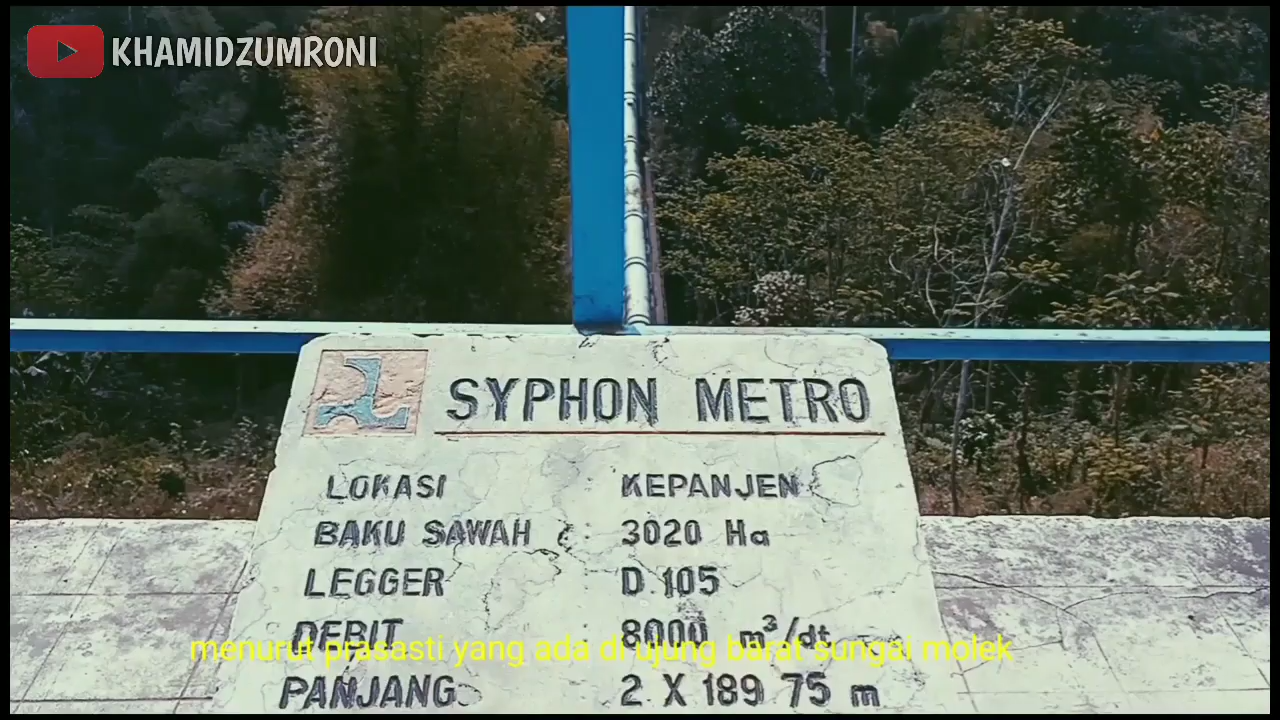 KHAMIDZUMRONI
SYPHON METRO
LOKASI KEPANJEN
BAKU SAWAH : 3020 Ha
LEGGER D 105
DEBIT 8000 m³/dt
menurut prasasti yang ada di ujung barat sungai molek
PANJANG 2 X 189 75 m